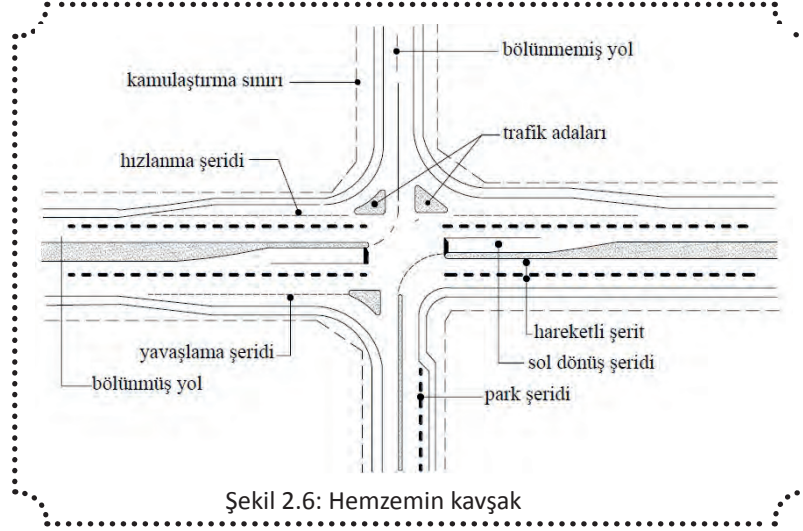 bölünmemiş yol
kamulaştırma sınırı
trafik adaları
hızlanma şeridi
hareketli şerit
yavaşlama şeridi
sol dönüş şeridi
bölünmüş yol
park şeridi
Şekil 2.6: Hemzemin kavşak